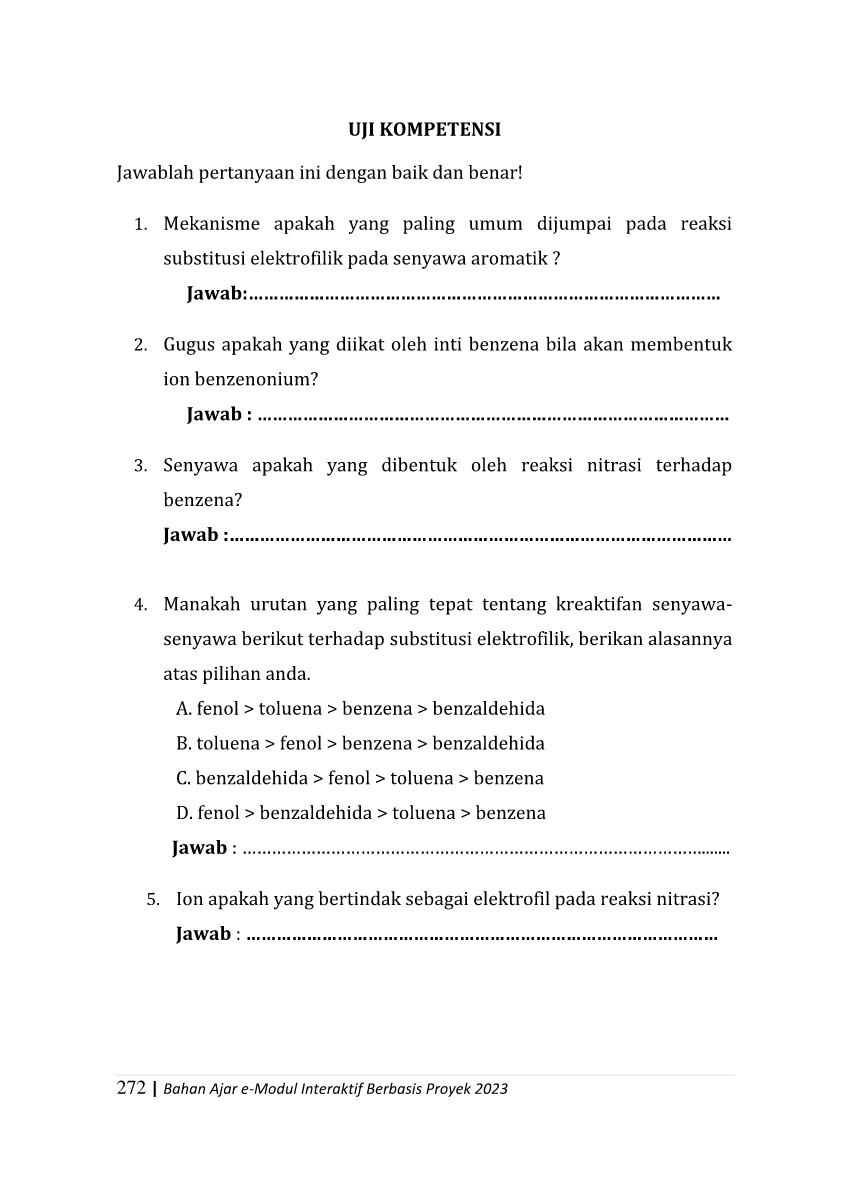 UJI KOMPETENSI
Jawablah pertanyaan ini dengan baik dan benar!
1. Mekanisme apakah yang paling umum dijumpai pada reaksi
substitusi elektrofilik pada senyawa aromatik ?
Jawab:…………………………………………………………………………………
2. Gugus apakah yang diikat oleh inti benzena bila akan membentuk
ion benzenonium?
Jawab : …………………………………………………………………………………
3. Senyawa apakah yang dibentuk oleh reaksi nitrasi terhadap
benzena?
Jawab :………………………………………………………………………………………
4. Manakah urutan yang paling tepat tentang kreaktifan senyawa-
senyawa berikut terhadap substitusi elektrofilik, berikan alasannya
atas pilihan anda.
A. fenol > toluena > benzena > benzaldehida
B. toluena > fenol > benzena > benzaldehida
C. benzaldehida > fenol > toluena > benzena
D. fenol > benzaldehida > toluena > benzena
Jawab : …………………………………………………………………………………........
5. Ion apakah yang bertindak sebagai elektrofil pada reaksi nitrasi?
Jawab : …………………………………………………………………………………
272 | Bahan Ajar e-Modul Interaktif Berbasis Proyek 2023